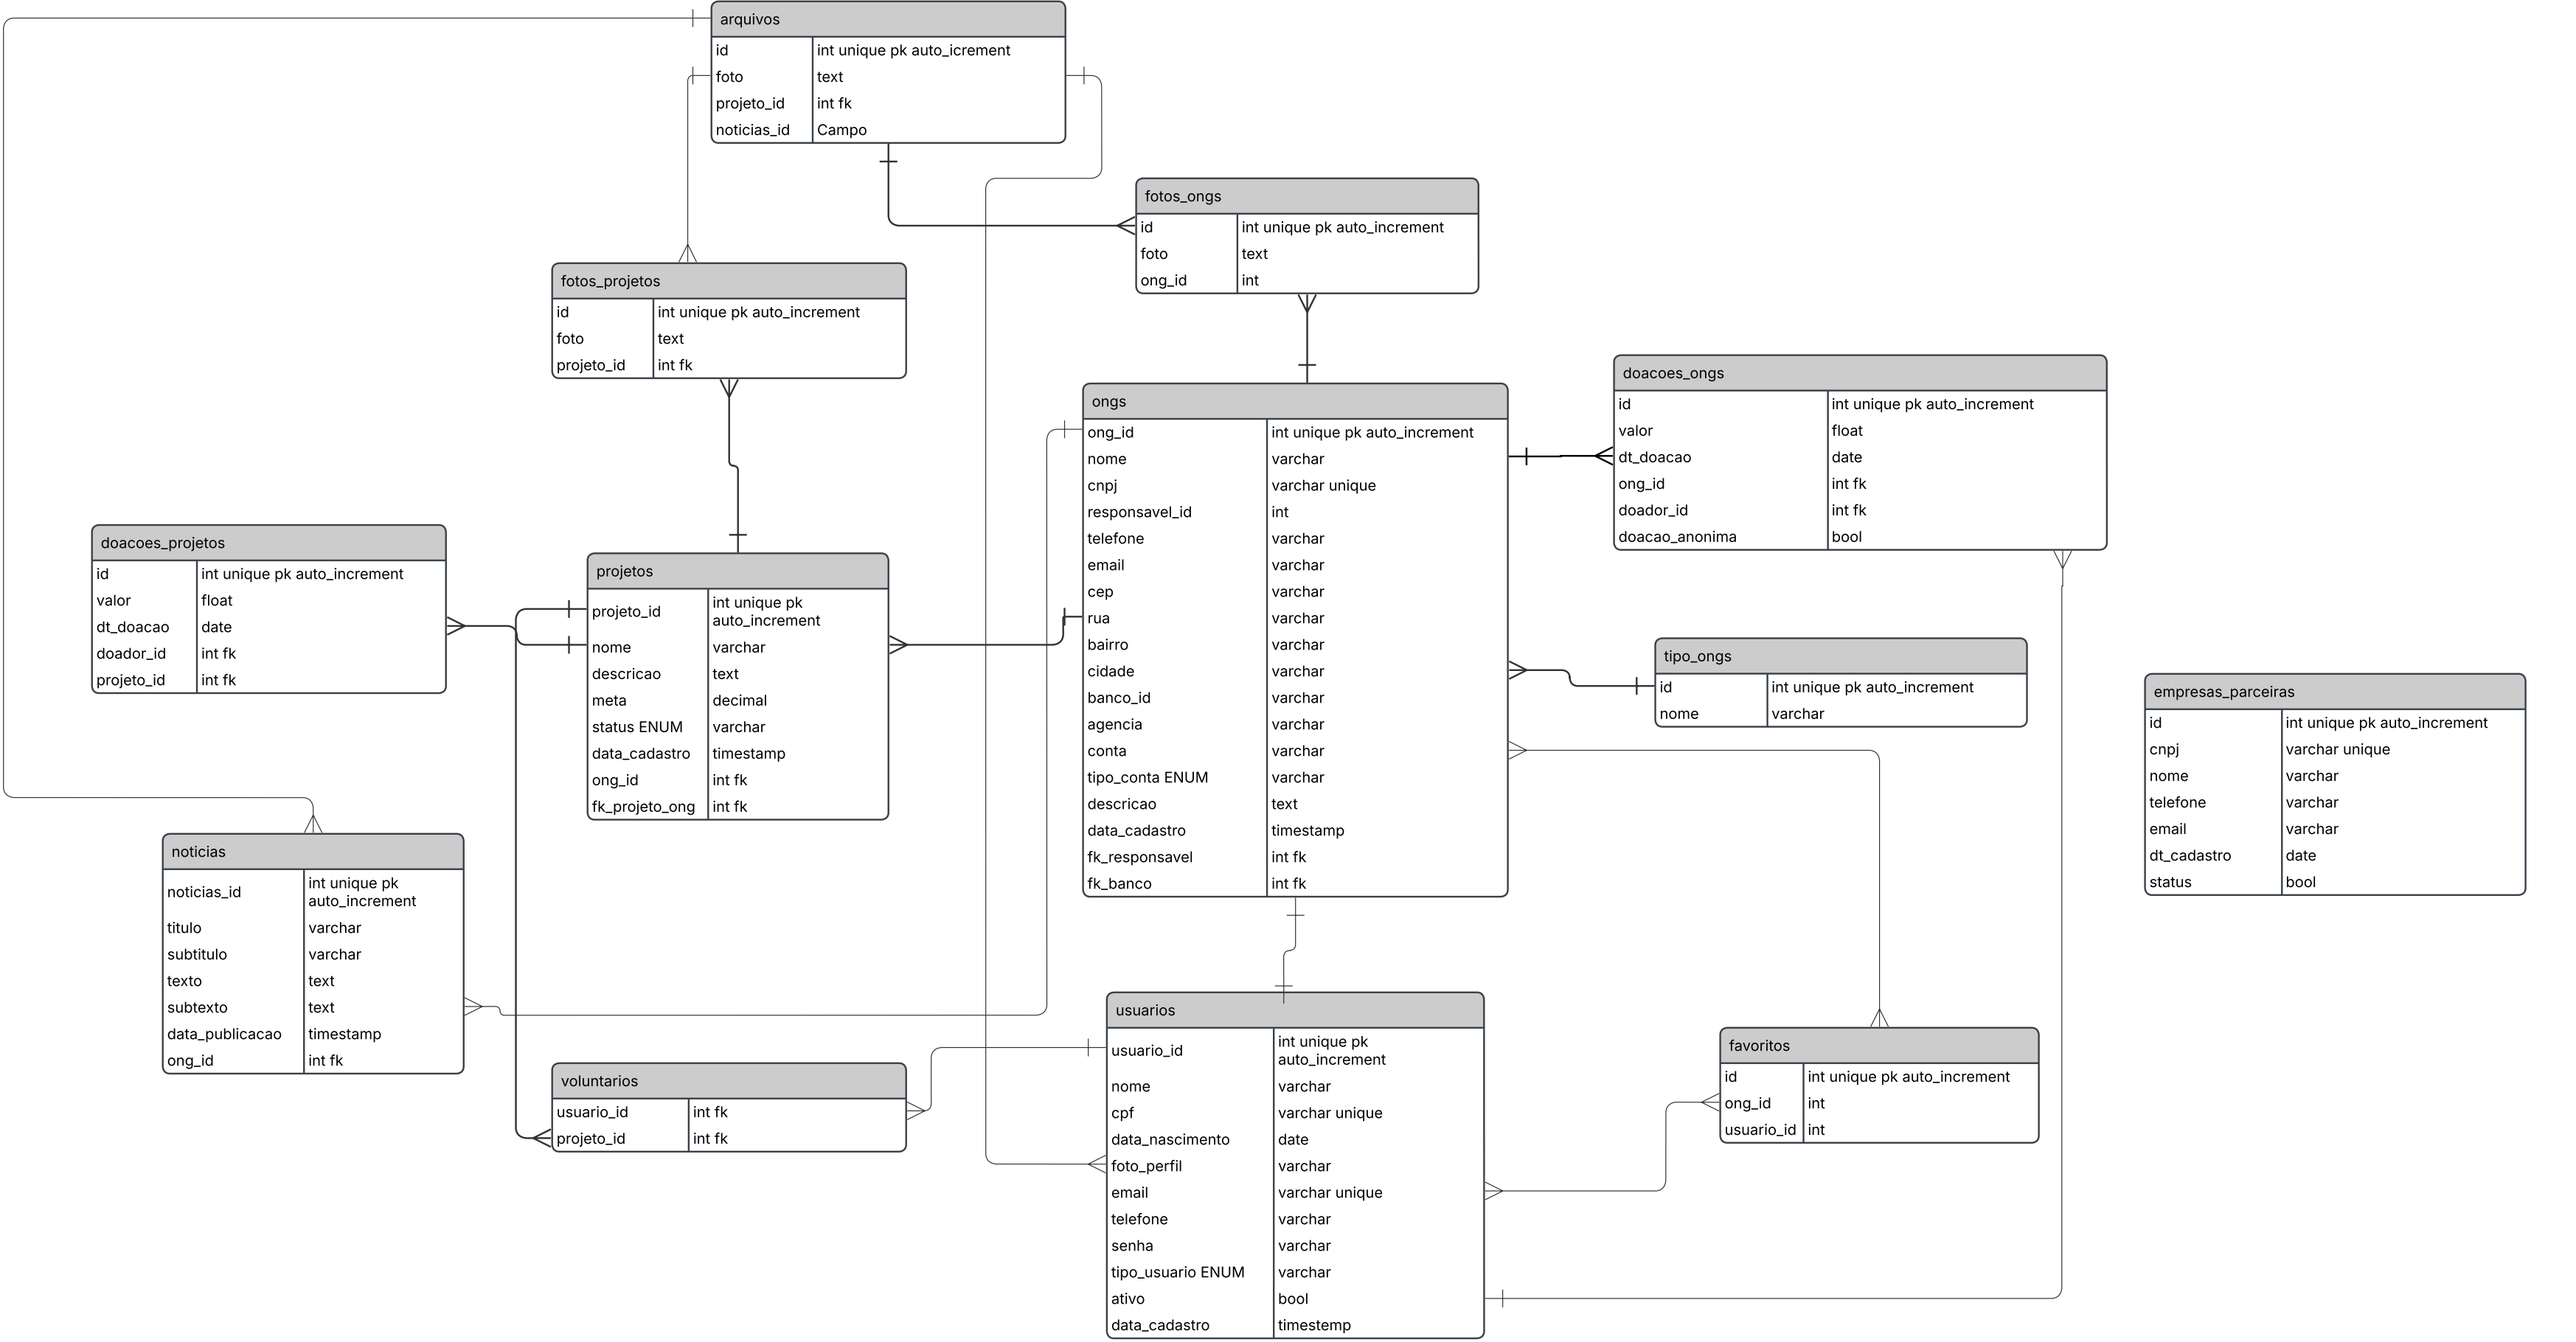 arquivos
id int unique pk auto_icrement
foto text
projeto_id int fk
noticias_id Campo
fotos_ongs
id int unique pk auto_increment
foto text
ong_id int
fotos_projetos
id int unique pk auto_increment
foto text
projeto_id int fk
doacoes_ongs
id int unique pk auto_increment
valor float
dt_doacao date
ong_id int fk
doador_id int fk
doacao_anonima bool
ongs
ong_id int unique pk auto_increment
nome varchar
cnpj varchar unique
responsavel_id int
telefone varchar
email varchar
cep varchar
rua varchar
bairro varchar
cidade varchar
banco_id varchar
agencia varchar
conta varchar
tipo_conta ENUM varchar
descricao text
data_cadastro timestamp
fk_responsavel int fk
fk_banco int fk
doacoes_projetos
id int unique pk auto_increment
valor float
dt_doacao date
doador_id int fk
projeto_id int fk
projetos
projeto_id int unique pk
auto_increment
nome varchar
descricao text
meta decimal
status ENUM varchar
data_cadastro timestamp
ong_id int fk
fk_projeto_ong int fk
tipo_ongs
id int unique pk auto_increment
nome varchar
empresas_parceiras
id int unique pk auto_increment
cnpj varchar unique
nome varchar
telefone varchar
email varchar
dt_cadastro date
status bool
noticias
noticias_id int unique pk
auto_increment
titulo varchar
subtitulo varchar
texto text
subtexto text
data_publicacao timestamp
ong_id int fk
voluntarios
usuario_id int fk
projeto_id int fk
usuarios
usuario_id int unique pk
auto_increment
nome varchar
cpf varchar unique
data_nascimento date
foto_perfil varchar
email varchar unique
telefone varchar
senha varchar
tipo_usuario ENUM varchar
ativo bool
data_cadastro timestemp
favoritos
id int unique pk auto_increment
ong_id int
usuario_id int